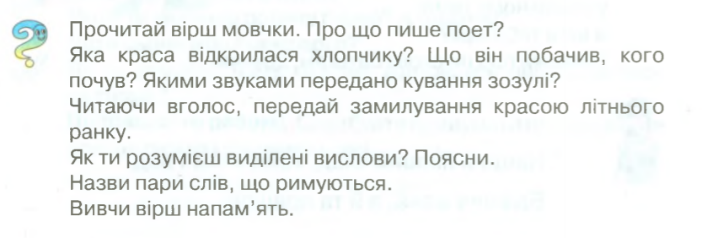 Прочитай вірш мовчки. Про що пише поет?
Яка краса відкрилася хлопчику? Що він побачив, кого
почув? Якими звуками передано кування зозулі?
Читаючи вголос, передай замилування красою літнього
ранку.
Як ти розумієш виділені вислови? Поясни.
Назви пари слів, що римуються.
Вивчи вірш напам'ять.